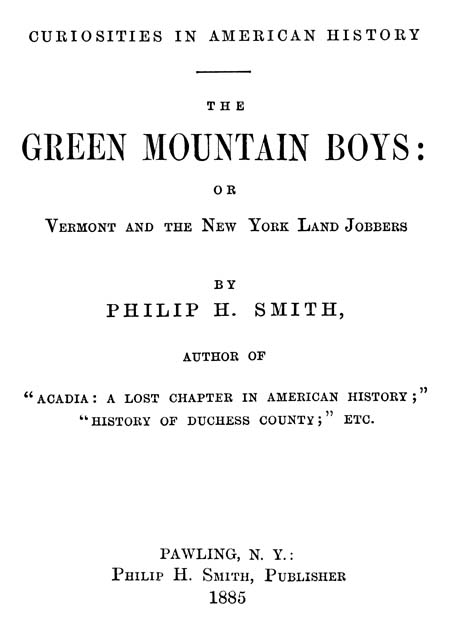 CURIOSITIES IN AMERICAN HISTORY
THE
GREEN MOUNTAIN BOYS:
OR
VERMONT AND THE NEW YORK LAND JOBBERS
BY
PHILIP H. SMITH,
AUTHOR OF
"ACADIA: A LOST CHAPTER IN AMERICAN HISTORY;"
"HISTORY OF DUCHESS COUNTY;" ETC.
PAWLING, N. Y.:
PHILIP H. SMITH, PUBLISHER
1885